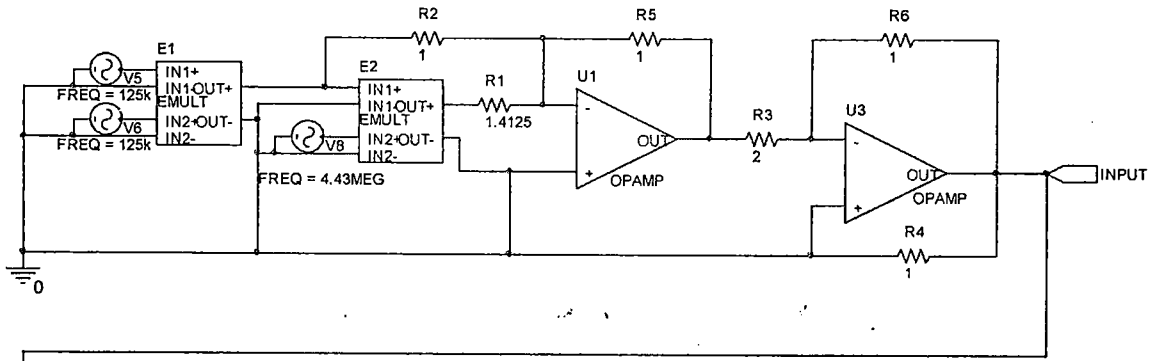 R2
1
R5
1
R6
1
E1
V5
IN1+
IN1-OUT+
FREQ = 125k
EMULT
IN2+OUT-
V6
IN2-
FREQ = 125k
E2
IN1+
IN1-OUT+
EMULT
IN2+OUT-
IN2-
V8
FREQ = 4.43MEG
R1
1.4125
U1
-
+
OUT
OPAMP
R3
2
U3
-
+
OUT
OPAMP
INPUT
R4
1
0